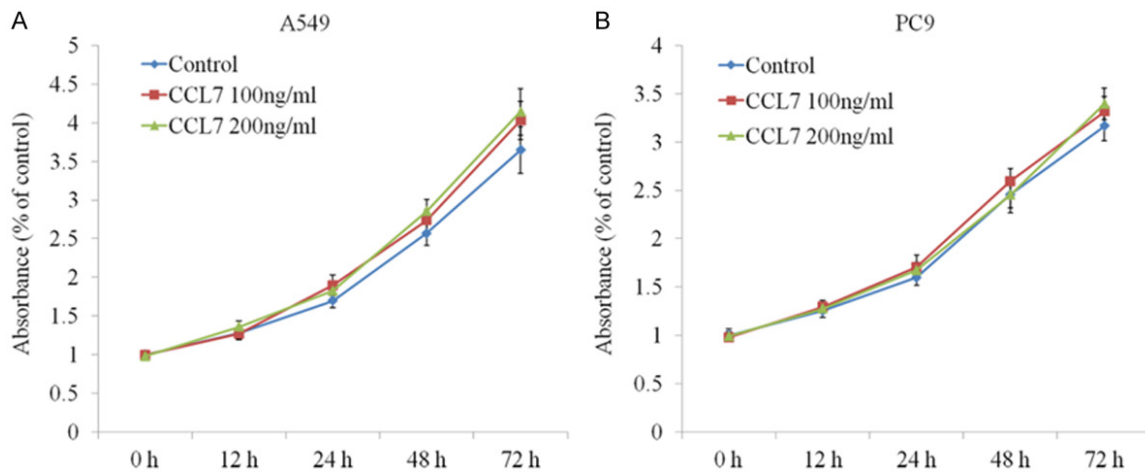 A
A549
Absorbance (% of control)
5
4.5
4
3.5
3
2.5
2
1.5
1
0.5
0
Control
CCL7 100ng/ml
CCL7 200ng/ml
0 h 12 h 24 h 48 h 72 h
B
PC9
Absorbance (% of control)
4
3.5
3
2.5
2
1.5
1
0.5
0
Control
CCL7 100ng/ml
CCL7 200ng/ml
0 h 12 h 24 h 48 h 72 h